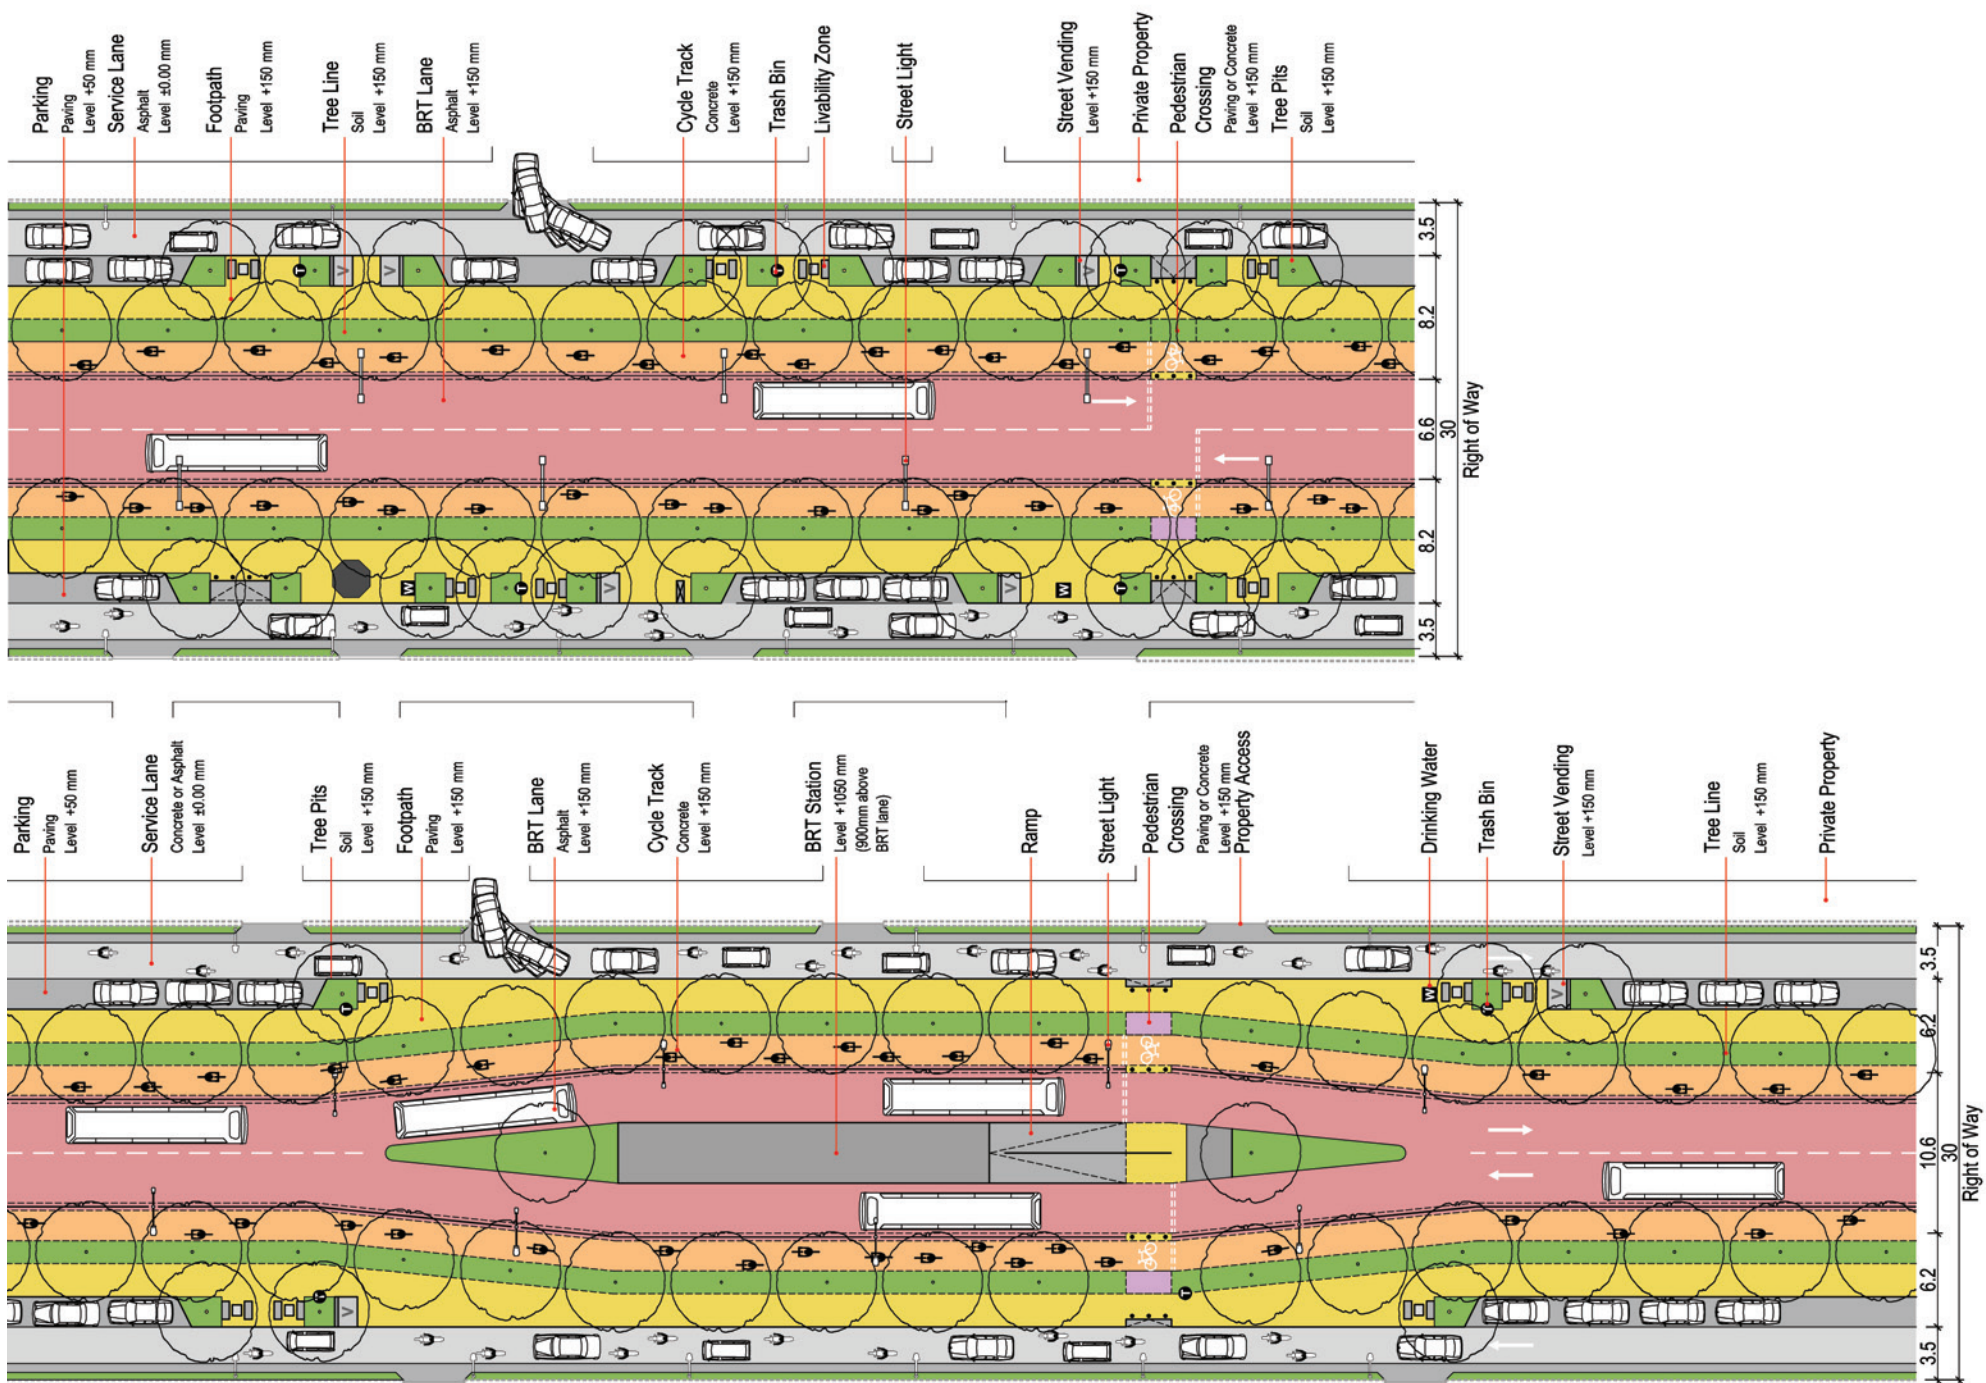 Parking
Paving
Level +50 mm
Service Lane
Asphalt
Level ±0.00 mm
Footpath
Paving
Level +150 mm
Tree Line
Soil
Level +150 mm
BRT Lane
Asphalt
Level +150 mm
Cycle Track
Concrete
Level +150 mm
Trash Bin
Livability Zone
Street Light
Street Vending
Level +150 mm
Private Property
Pedestrian
Crossing
Paving or Concrete
Level +150 mm
Tree Pits
Soil
Level +150 mm
T
V
V
T
V
T
W
T
V
V
W
T
3.5
8.2
6.6
8.2
3.5
30
Right of Way
Parking
Paving
Level +50 mm
Service Lane
Concrete or Asphalt
Level ±0.00 mm
Tree Pits
Soil
Level +150 mm
Footpath
Paving
Level +150 mm
BRT Lane
Asphalt
Level +150 mm
Cycle Track
Concrete
Level +150 mm
BRT Station
Level +1050 mm
(900mm above
BRT lane)
Ramp
Street Light
Pedestrian
Crossing
Paving or Concrete
Level +150 mm
Property Access
Drinking Water
Trash Bin
Street Vending
Level +150 mm
Tree Line
Soil
Level +150 mm
Private Property
T
W
T
V
T
V
T
3.5
6.2
10.6
6.2
3.5
30
Right of Way